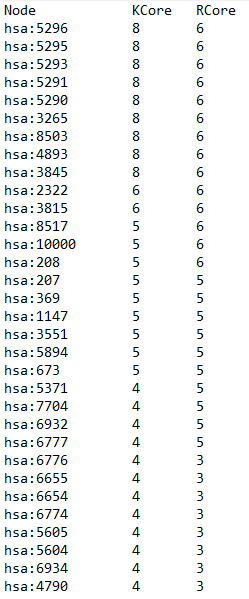 Node KCore RCore
hsa:5296 8 6
hsa:5295 8 6
hsa:5293 8 6
hsa:5291 8 6
hsa:5290 8 6
hsa:3265 8 6
hsa:8503 8 6
hsa:4893 8 6
hsa:3845 8 6
hsa:2322 6 6
hsa:3815 6 6
hsa:8517 5 6
hsa:10000 5 6
hsa:208 5 6
hsa:207 5 5
hsa:369 5 5
hsa:1147 5 5
hsa:3551 5 5
hsa:5894 5 5
hsa:673 5 5
hsa:5371 4 5
hsa:7704 4 5
hsa:6932 4 5
hsa:6777 4 5
hsa:6776 4 3
hsa:6655 4 3
hsa:6654 4 3
hsa:6774 4 3
hsa:5605 4 3
hsa:5604 4 3
hsa:6934 4 3
hsa:4790 4 3